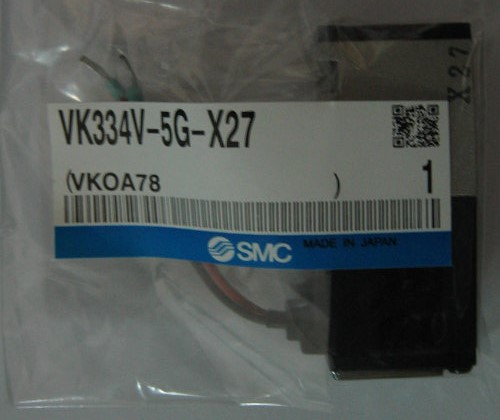 VK334V-5G-X27
(VKOA78 )
1
SMC MADE IN JAPAN
X27